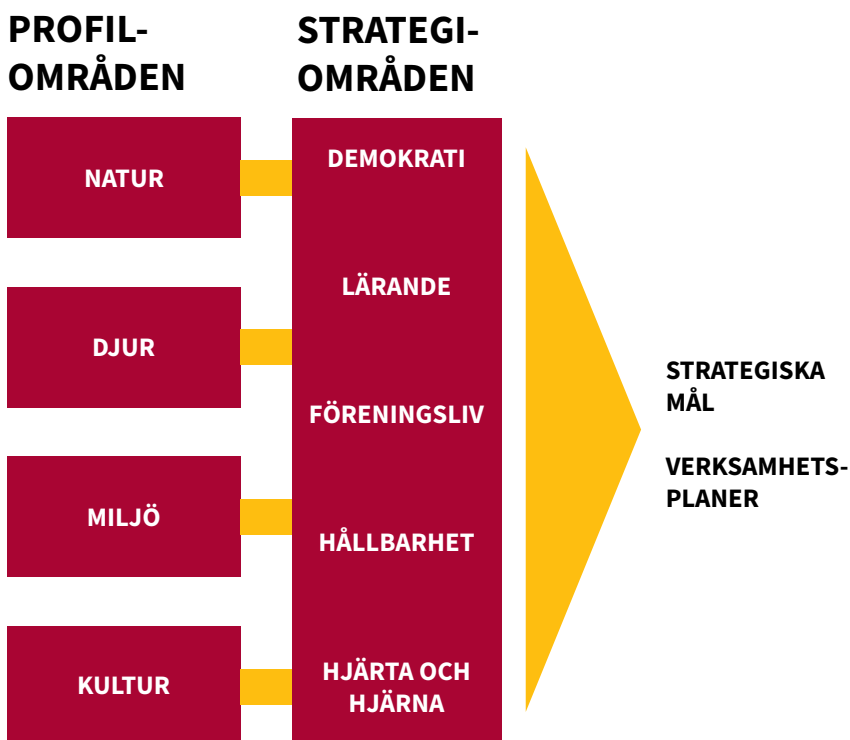 PROFIL-
OMRÅDEN
NATUR
DJUR
MILJÖ
KULTUR
STRATEGI-
OMRÅDEN
DEMOKRATI
LÄRANDE
FÖRENINGSLIV
HÅLLBARHET
HJÄRTA OCH
HJÄRNA
STRATEGISKA
MÅL
VERKSAMHETS-
PLANER